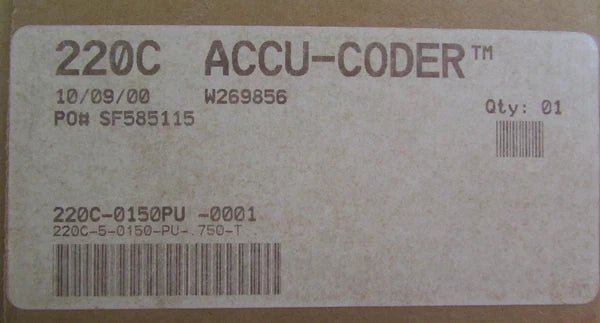 220C ACCU-CODER™
10/09/00 W269856
PO# SF585115
Qty: 01
220C-0150PU -0001
220C-5-0150-PU-.750-T